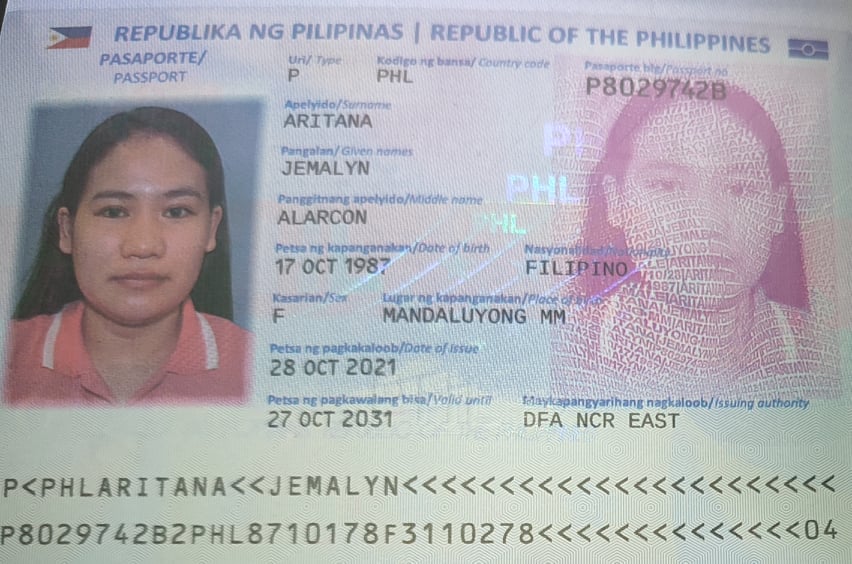 REPUBLIKA NG PILIPINAS | REPUBLIC OF THE PHILIPPINES
PASAPORTE/
PASSPORT
Uri/ Type
P
Kodigo ng bansa/ Country code
PHL
Pasaporte blg/Passport no.
P8029742B
Apelyido/Surname
ARITANA
Pangalan/ Given names
JEMALYN
Panggitnang apelyido/Middle name
ALARCON
Petsa ng kapanganakan/Date of birth
17 OCT 1987
Nasyonalidad/Nationality
FILIPINO
Kasarian/Sex
F
Lugar ng kapanganakan/Place of birth
MANDALUYONG MM
Petsa ng pagkakaloob/Date of issue
28 OCT 2021
Petsa ng pagkawalang bisa/Valid until
27 OCT 2031
Maykapangyarihang nagkaloob/Issuing authority
DFA NCR EAST
PHL
PHL
P<PHLARITANA<<JEMALYN<<<<<<<<<<<<<<<<<<<<<<<
P8029742B2PHL8710178F3110278<<<<<<<<<<<<<<04